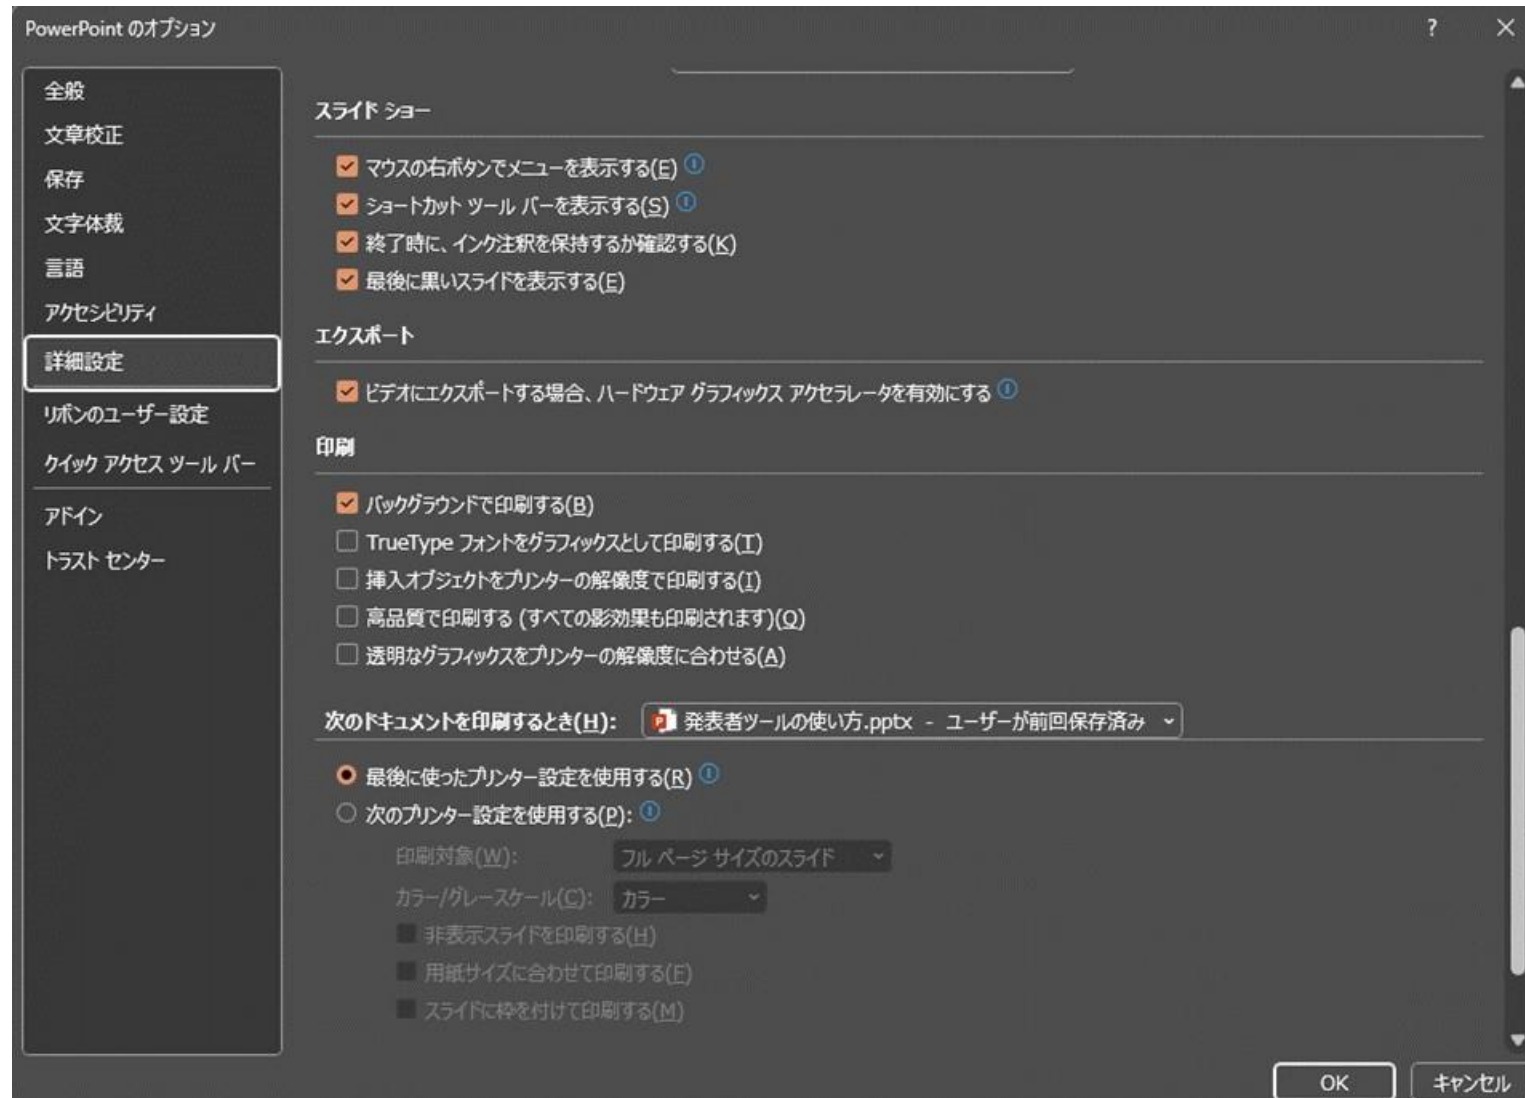 PowerPoint のオプション
?
全般
文章校正
保存
文字体裁
言語
アクセシビリティ
詳細設定
リボンのユーザー設定
クイック アクセス ツール バー
アドイン
トラスト センター
スライド ショー
マウスの右ボタンでメニューを表示する(E)
ショートカット ツール バーを表示する(S)
終了時に、インク注釈を保持するか確認する(K)
最後に黒いスライドを表示する(E)
エクスポート
ビデオにエクスポートする場合、ハードウェア グラフィックス アクセラレータを有効にする
印刷
バックグラウンドで印刷する(B)
TrueType フォントをグラフィックスとして印刷する(T)
挿入オブジェクトをプリンターの解像度で印刷する(I)
高品質で印刷する (すべての影効果も印刷されます)(Q)
透明なグラフィックスをプリンターの解像度に合わせる(A)
次のドキュメントを印刷するとき(H): 発表者ツールの使い方.pptx - ユーザーが前回保存済み
最後に使ったプリンター設定を使用する(R)
次のプリンター設定を使用する(P):
印刷対象(W): フル ページ サイズのスライド
カラー/グレースケール(C): カラー
非表示スライドを印刷する(H)
用紙サイズに合わせて印刷する(F)
スライドに枠を付けて印刷する(M)
OK キャンセル